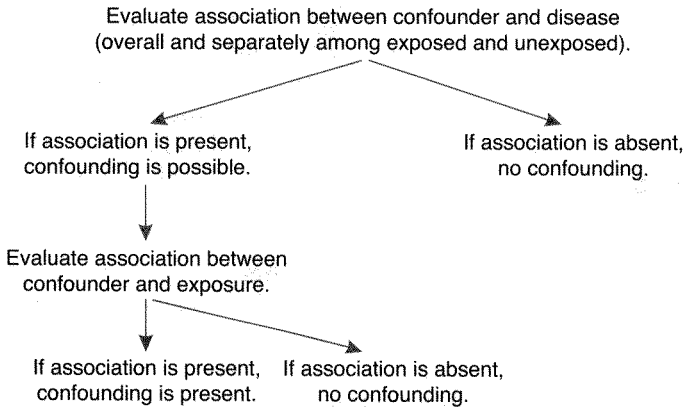 Evaluate association between confounder and disease
(overall and separately among exposed and unexposed).
If association is present,
confounding is possible.
If association is absent,
no confounding.
Evaluate association between
confounder and exposure.
If association is present,
confounding is present.
If association is absent,
no confounding.